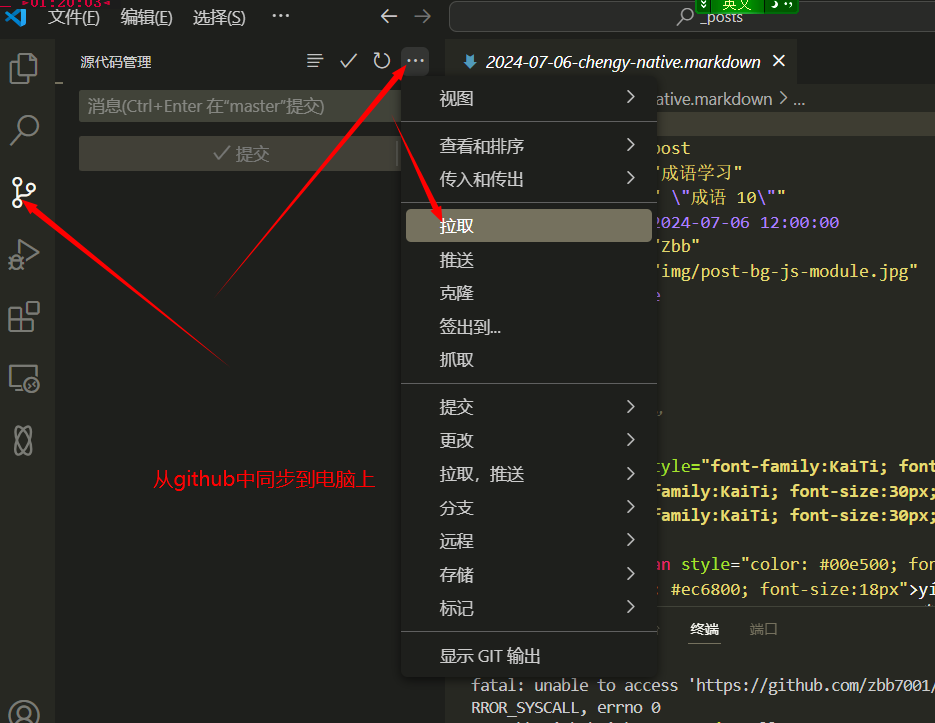 01:20:03
英文
文件(F) 编辑(E) 选择(S) ...
_posts
源代码管理
2024-07-06-chengy-native.markdown
消息(Ctrl+Enter 在“master”提交)
ative.markdown > ...
提交
视图
查看和排序
传入和传出
拉取
推送
克隆
签出到...
抓取
提交
更改
拉取，推送
分支
远程
存储
标记
显示 GIT 输出
post
"成语学习"
" \"成语 10\""
2024-07-06 12:00:00
"Zbb"
"img/post-bg-js-module.jpg"
从github中同步到电脑上
tyle="font-family:KaiTi; font
family:KaiTi; font-size:30px;
family:KaiTi; font-size:30px;
an style="color: #00e500; fon
#ec6800; font-size:18px">yi
终端 端口
fatal: unable to access 'https://github.com/zbb7001/
RROR_SYSCALL, errno 0